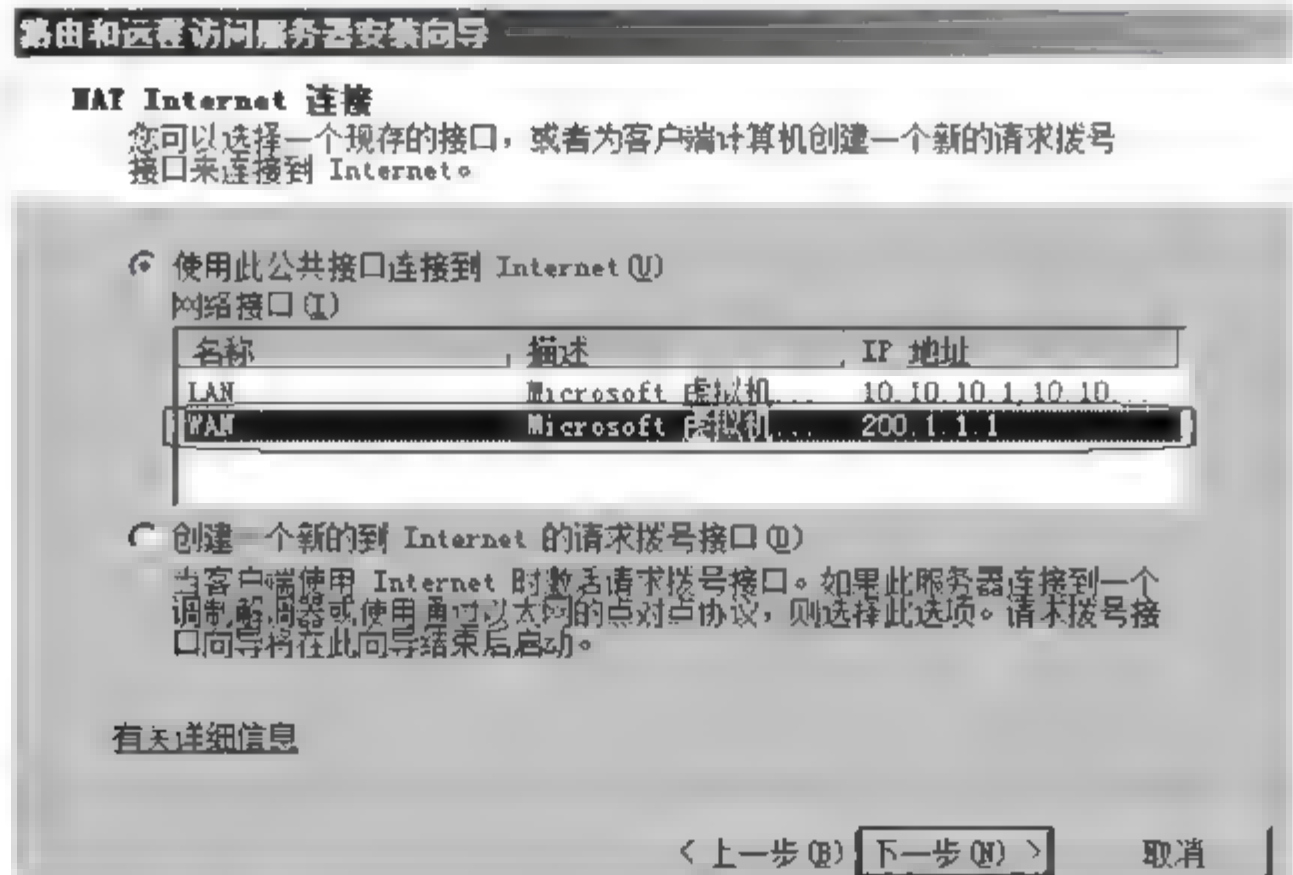 路由和远程访问服务器安装向导
NAT Internet 连接
您可以选择一个现存的接口，或者为客户端计算机创建一个新的请求拨号
接口来连接到 Internet。
使用此公共接口连接到 Internet(U)
网络接口(I)
名称 描述 IP 地址
LAN Microsoft 虚拟机... 10.10.10.1,10.10...
WAN Microsoft 虚拟机... 200.1.1.1
创建一个新的到 Internet 的请求拨号接口(D)
当客户端使用 Internet 时激活请求拨号接口。如果此服务器连接到一个
调制解调器或使用通过以太网的点对点协议，则选择此选项。请求拨号接
口向导将在此向导结束后启动。
有关详细信息
< 上一步(B) 下一步(N) > 取消